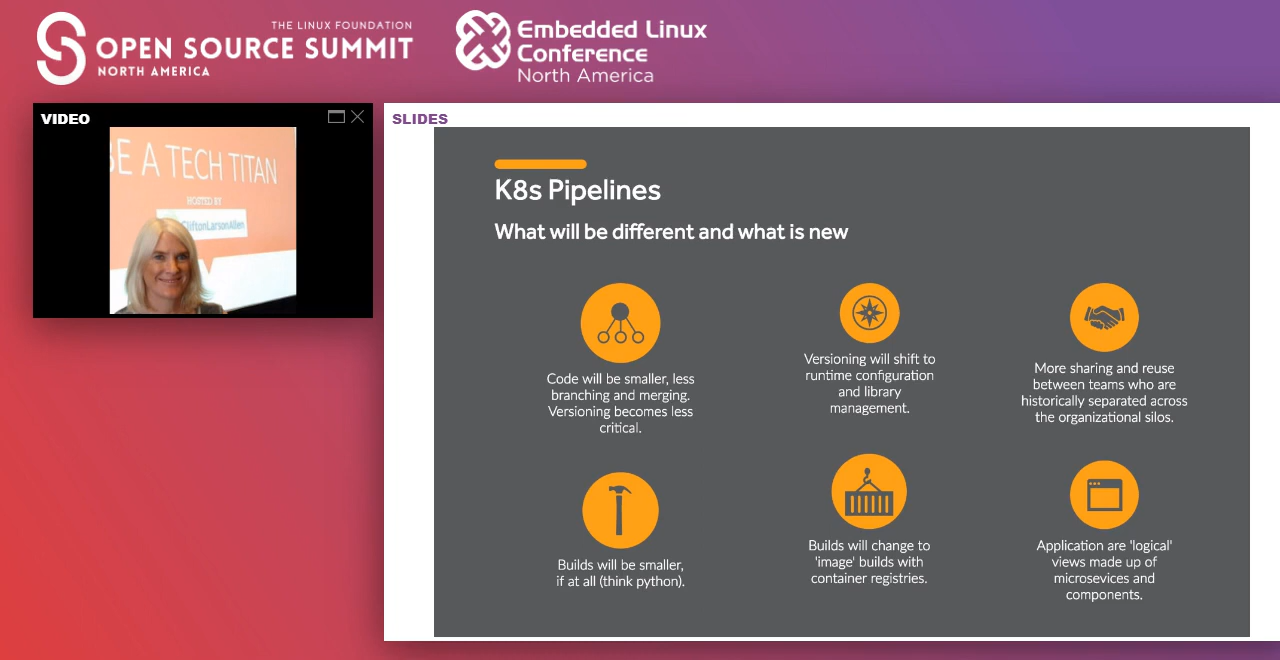 THE LINUX FOUNDATION
OPEN SOURCE SUMMIT
NORTH AMERICA
Embedded Linux
Conference
North America
VIDEO
BE A TECH TITAN
HOSTED BY
CliftonLarsonAllen
SLIDES
K8s Pipelines
What will be different and what is new
Code will be smaller, less
branching and merging.
Versioning becomes less
critical.
Versioning will shift to
runtime configuration
and library
management.
More sharing and reuse
between teams who are
historically separated across
the organizational silos.
Builds will be smaller,
if at all (think python).
Builds will change to
'image' builds with
container registries.
Application are 'logical'
views made up of
microsevices and
components.